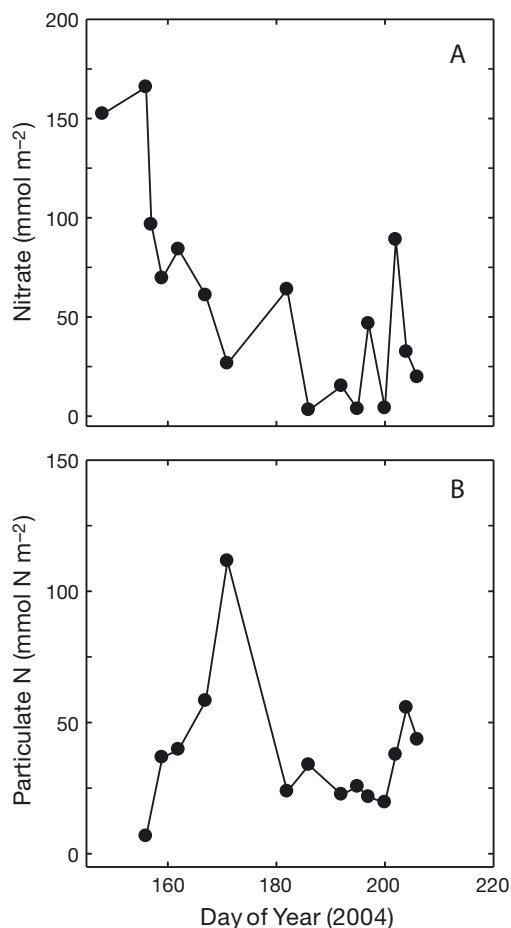 A
200
150
100
50
0
Nitrate (mmol m–2)
B
150
100
50
0
Particulate N (mmol N m–2)
160 180 200 220
Day of Year (2004)